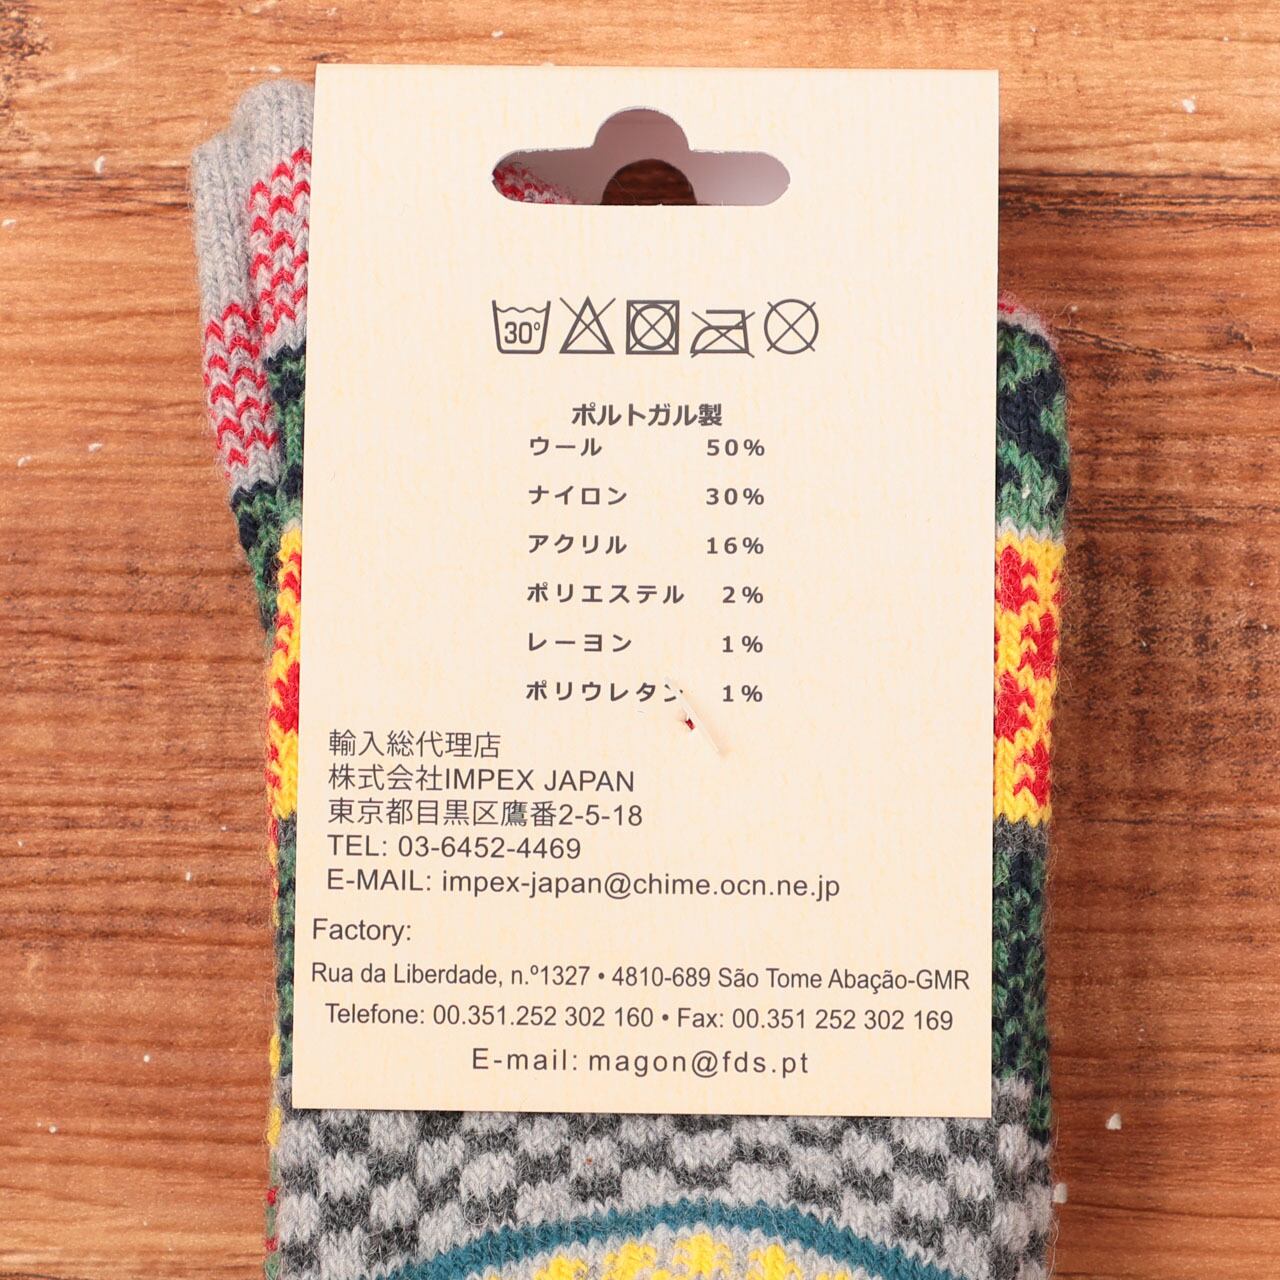 30°
ポルトガル製
ウール 50%
ナイロン 30%
アクリル 16%
ポリエステル 2%
レーヨン 1%
ポリウレタン 1%
輸入総代理店
株式会社IMPEX JAPAN
東京都目黒区鷹番2-5-18
TEL: 03-6452-4469
E-MAIL: impex-japan@chime.ocn.ne.jp
Factory:
Rua da Liberdade, n.º1327 • 4810-689 São Tome Abação-GMR
Telefone: 00.351.252 302 160 • Fax: 00.351 252 302 169
E-mail: magon@fds.pt